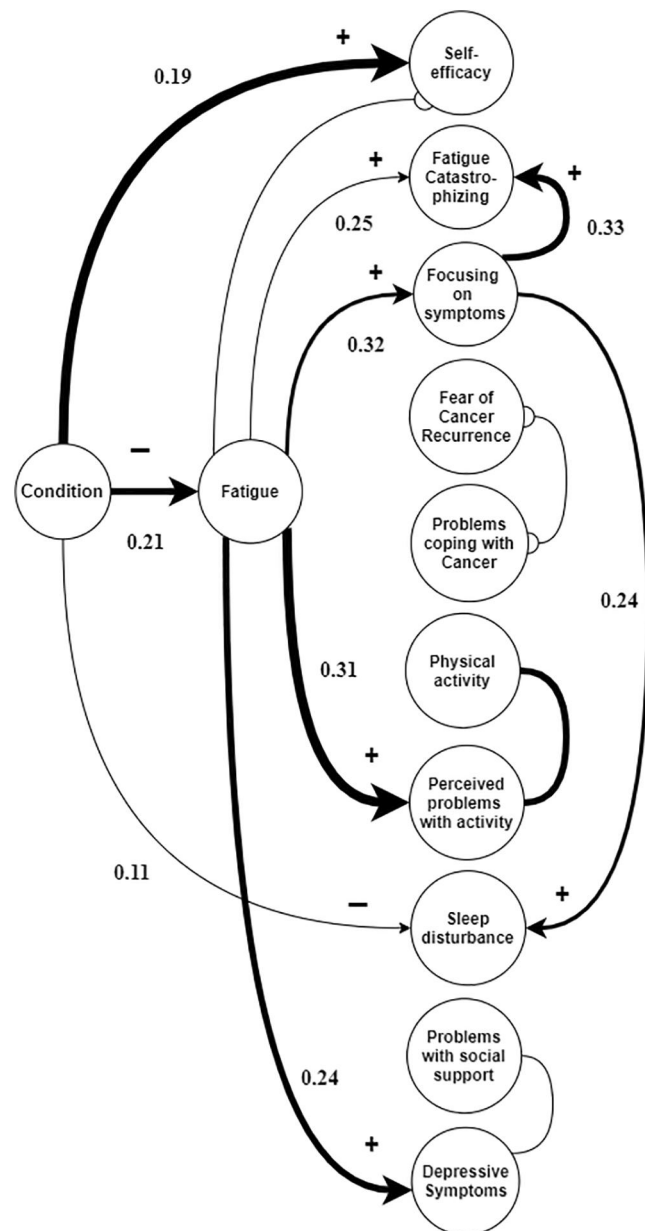 +
Self-
efficacy
0.19
+
Fatigue
Catastro-
phizing
+
0.25
0.33
+
Focusing
on
symptoms
0.32
Fear of
Cancer
Recurrence
–
Condition
Fatigue
0.21
Problems
coping with
Cancer
0.24
Physical
activity
0.31
+
Perceived
problems
with activity
0.11
–
+
Sleep
disturbance
Problems
with social
support
0.24
+
Depressive
Symptoms